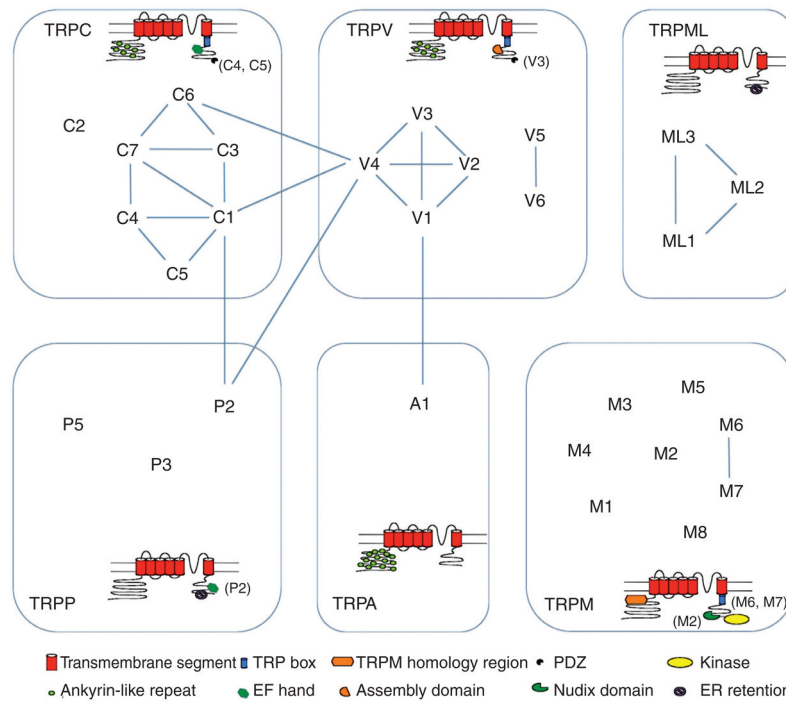 TRPC
(C4, C5)
C6
C2
C7
C3
C4
C1
C5
TRPV
(V3)
V3
V5
V4
V2
V6
V1
TRPML
ML3
ML2
ML1
P2
P5
P3
(P2)
TRPP
A1
TRPA
M5
M3
M6
M4
M2
M7
M1
M8
(M6, M7)
(M2)
TRPM
Transmembrane segment TRP box TRPM homology region PDZ Kinase
Ankyrin-like repeat EF hand Assembly domain Nudix domain ER retention